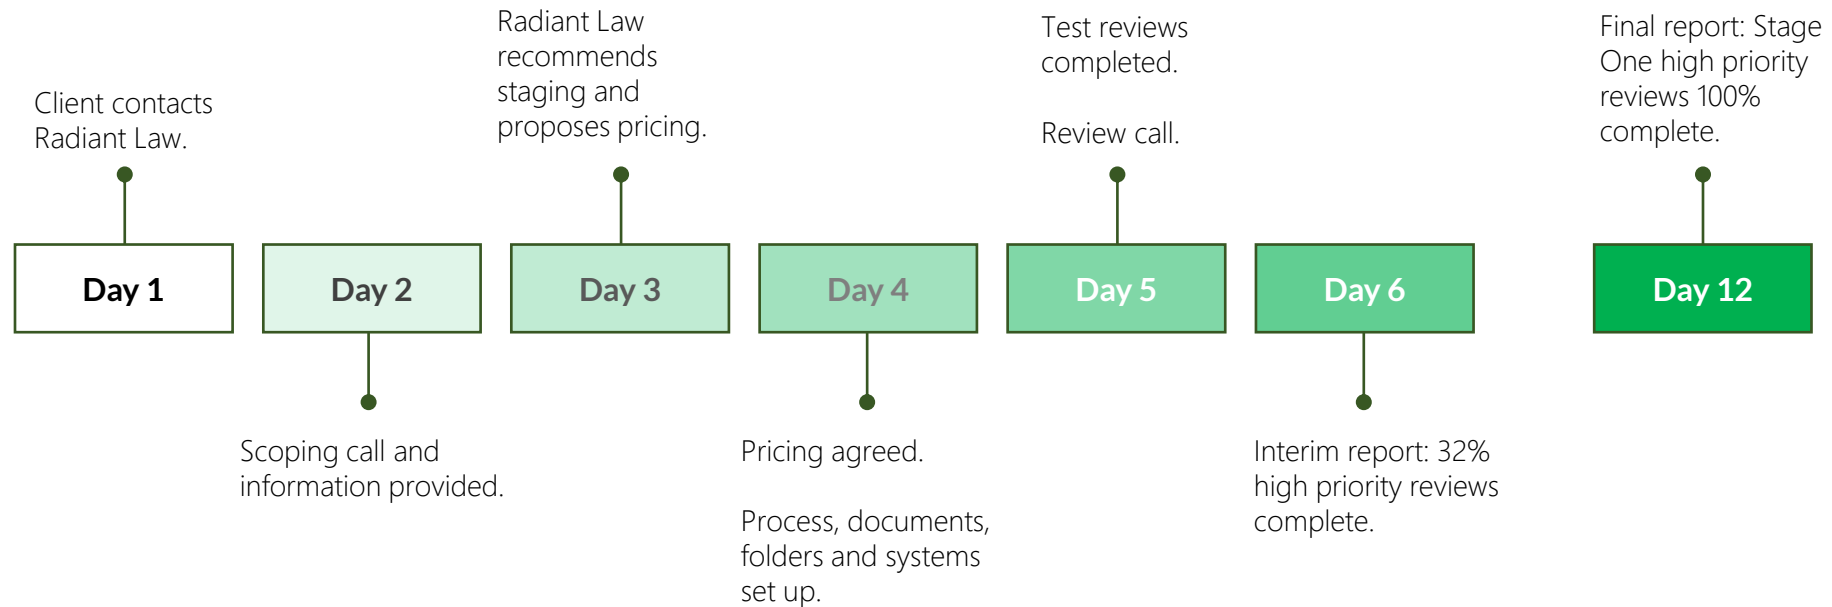 Client contacts
Radiant Law.
Radiant Law
recommends
staging and
proposes pricing.
Test reviews
completed.
Review call.
Final report: Stage
One high priority
reviews 100%
complete.
Day 1
Day 2
Day 3
Day 4
Day 5
Day 6
Day 12
Scoping call and
information provided.
Pricing agreed.
Process, documents,
folders and systems
set up.
Interim report: 32%
high priority reviews
complete.